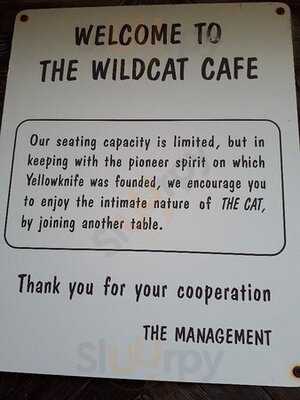 WELCOME TO
THE WILDCAT CAFE
Our seating capacity is limited, but in
keeping with the pioneer spirit on which
Yellowknife was founded, we encourage you
to enjoy the intimate nature of THE CAT,
by joining another table.
Thank you for your cooperation
THE MANAGEMENT
Sluurpy